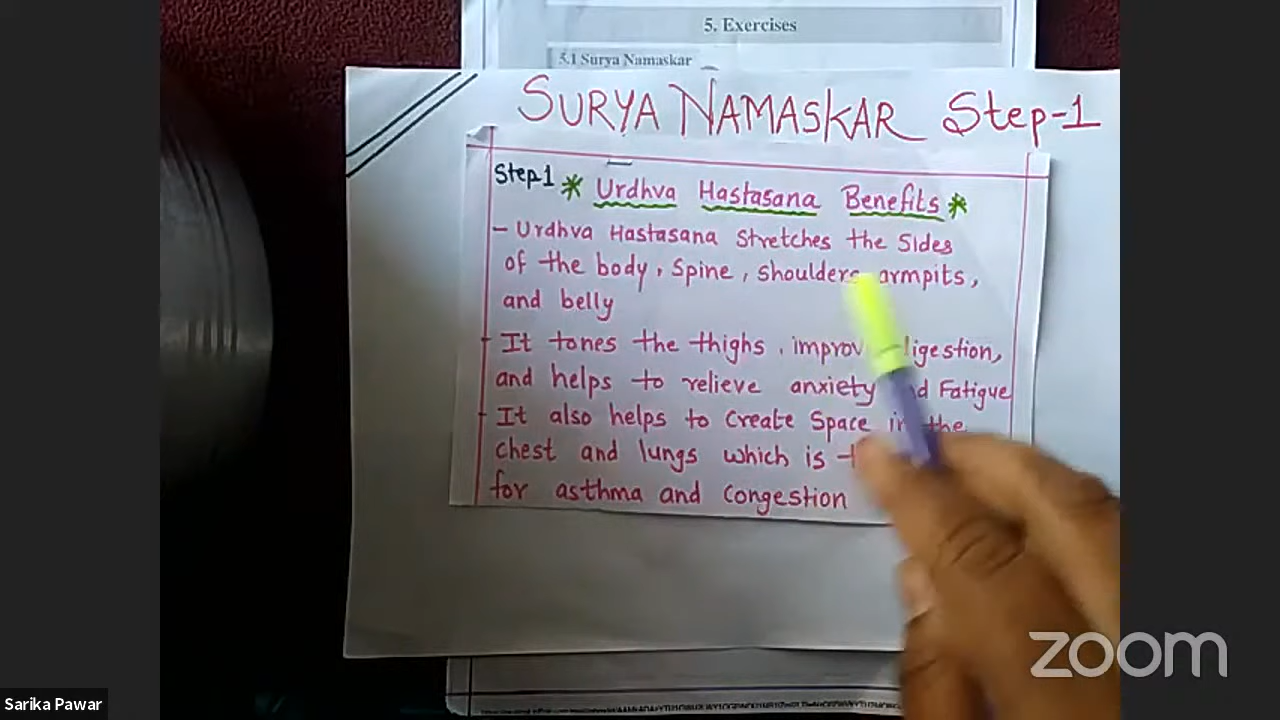 5. Exercises
5.1 Surya Namaskar
SURYA NAMASKAR Step-1
Step1 * Urdhva Hastasana Benefits *
- Urdhva Hastasana Stretches the Sides
of the body, Spine, shoulders armpits,
and belly
- It tones the thighs, improv digestion,
and helps to relieve anxiety and Fatigue
- It also helps to Create Space in the
chest and lungs which is
for asthma and congestion
zoom
Sarika Pawar